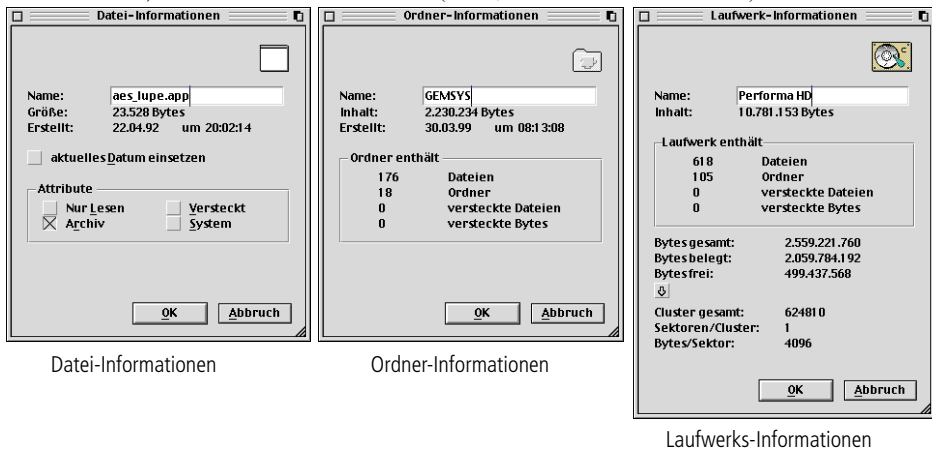 Datei-Informationen
Name: aes_lupe.app
Größe: 23.528 Bytes
Erstellt: 22.04.92 um 20:02:14
aktuelles Datum einsetzen
Attribute
Nur Lesen Versteckt
Archiv System
OK Abbruch
Datei-Informationen
Ordner-Informationen
Name: GEMSYS
Inhalt: 2.230.234 Bytes
Erstellt: 30.03.99 um 08:13:08
Ordner enthält
176 Dateien
18 Ordner
0 versteckte Dateien
0 versteckte Bytes
OK Abbruch
Ordner-Informationen
Laufwerk-Informationen
C
Name: Performa HD
Inhalt: 10.781.153 Bytes
Laufwerk enthält
618 Dateien
105 Ordner
0 versteckte Dateien
0 versteckte Bytes
Bytes gesamt: 2.559.221.760
Bytes belegt: 2.059.784.192
Bytes frei: 499.437.568
Cluster gesamt: 624810
Sektoren/Cluster: 1
Bytes/Sektor: 4096
OK Abbruch
Laufwerks-Informationen